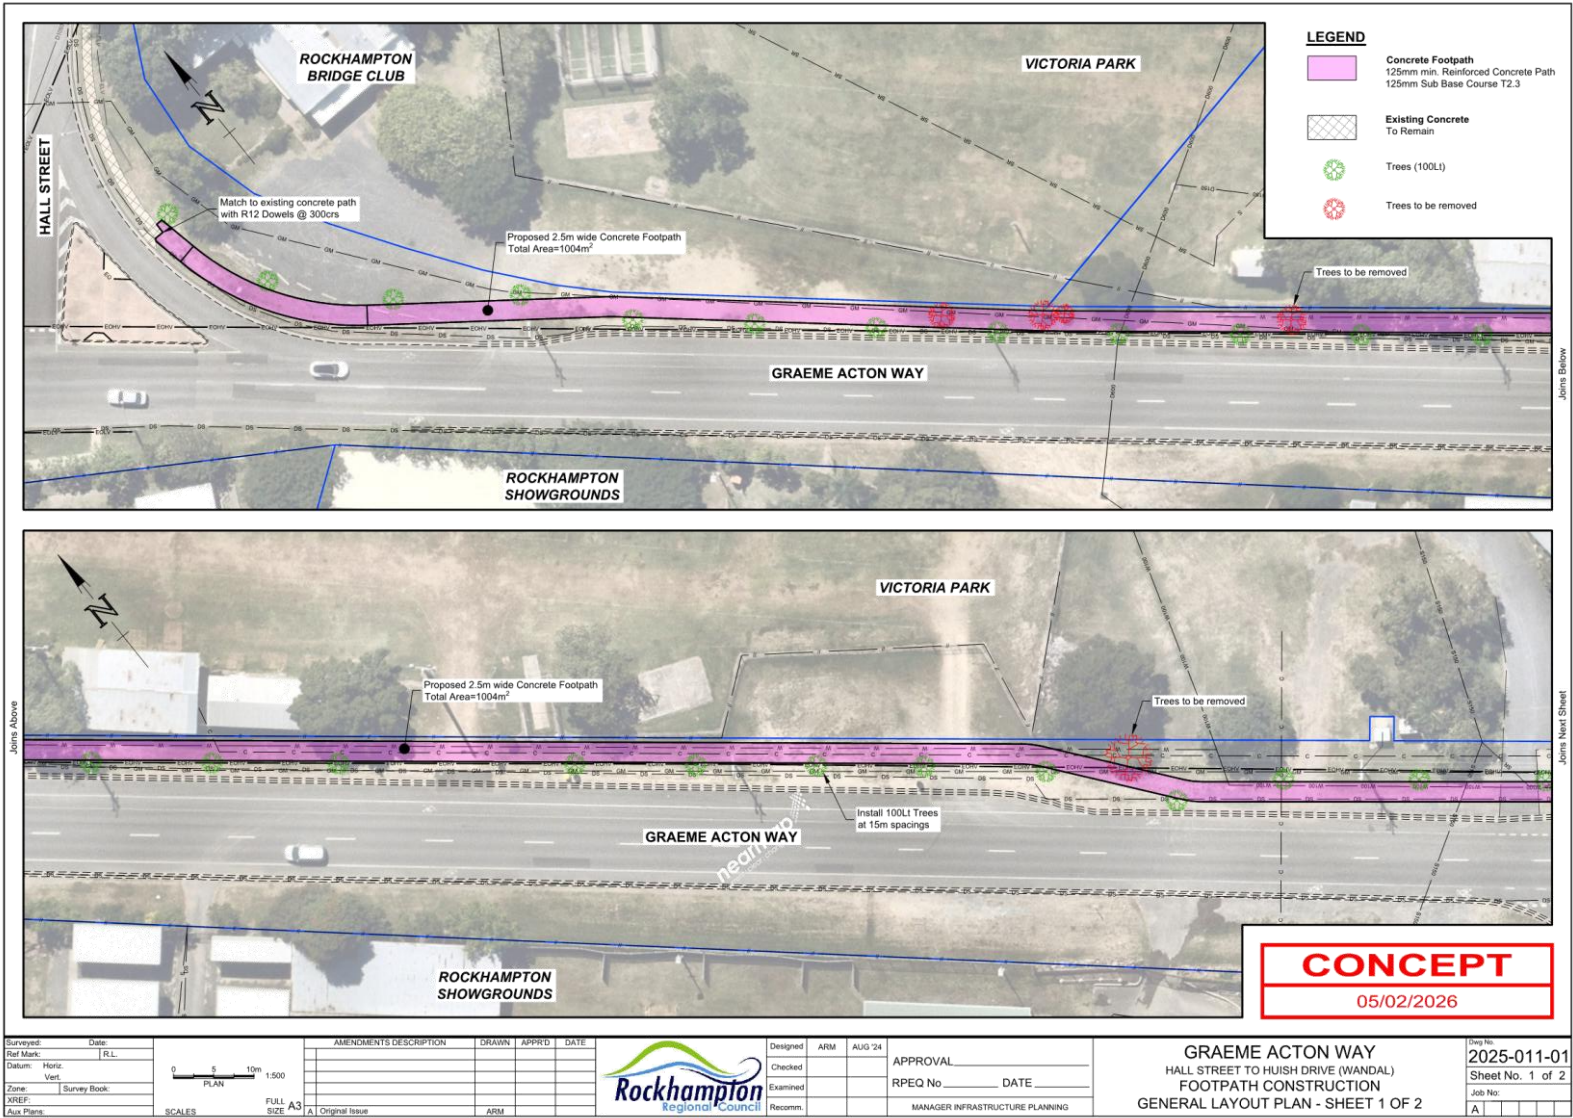 ROCKHAMPTON
BRIDGE CLUB
VICTORIA PARK
N
HALL STREET
Match to existing concrete path
with R12 Dowels @ 300crs
Proposed 2.5m wide Concrete Footpath
Total Area=1004m²
Trees to be removed
GRAEME ACTON WAY
ROCKHAMPTON
SHOWGROUNDS
Joins Below
LEGEND
Concrete Footpath
125mm min. Reinforced Concrete Path
125mm Sub Base Course T2.3
Existing Concrete
To Remain
Trees (100Lt)
Trees to be removed
N
VICTORIA PARK
Joins Above
Proposed 2.5m wide Concrete Footpath
Total Area=1004m²
Trees to be removed
Joins Next Sheet
Install 100Lt Trees
at 15m spacings
GRAEME ACTON WAY
ROCKHAMPTON
SHOWGROUNDS
CONCEPT
05/02/2026
Surveyed: Date:
Ref Mark: R.L.
Datum: Horiz.
Vert.
Zone: Survey Book:
XREF:
Aux Plans:
0 5 10m 1:500
PLAN
SCALES
FULL
SIZE A3
AMENDMENTS DESCRIPTION DRAWN APPR'D DATE
A Original Issue ARM
Rockhampton
Regional Council
Designed ARM AUG '24
Checked
Examined
Recomm.
APPROVAL
RPEQ No DATE
MANAGER INFRASTRUCTURE PLANNING
GRAEME ACTON WAY
HALL STREET TO HUISH DRIVE (WANDAL)
FOOTPATH CONSTRUCTION
GENERAL LAYOUT PLAN - SHEET 1 OF 2
Dwg No.
2025-011-01
Sheet No. 1 of 2
Job No:
A